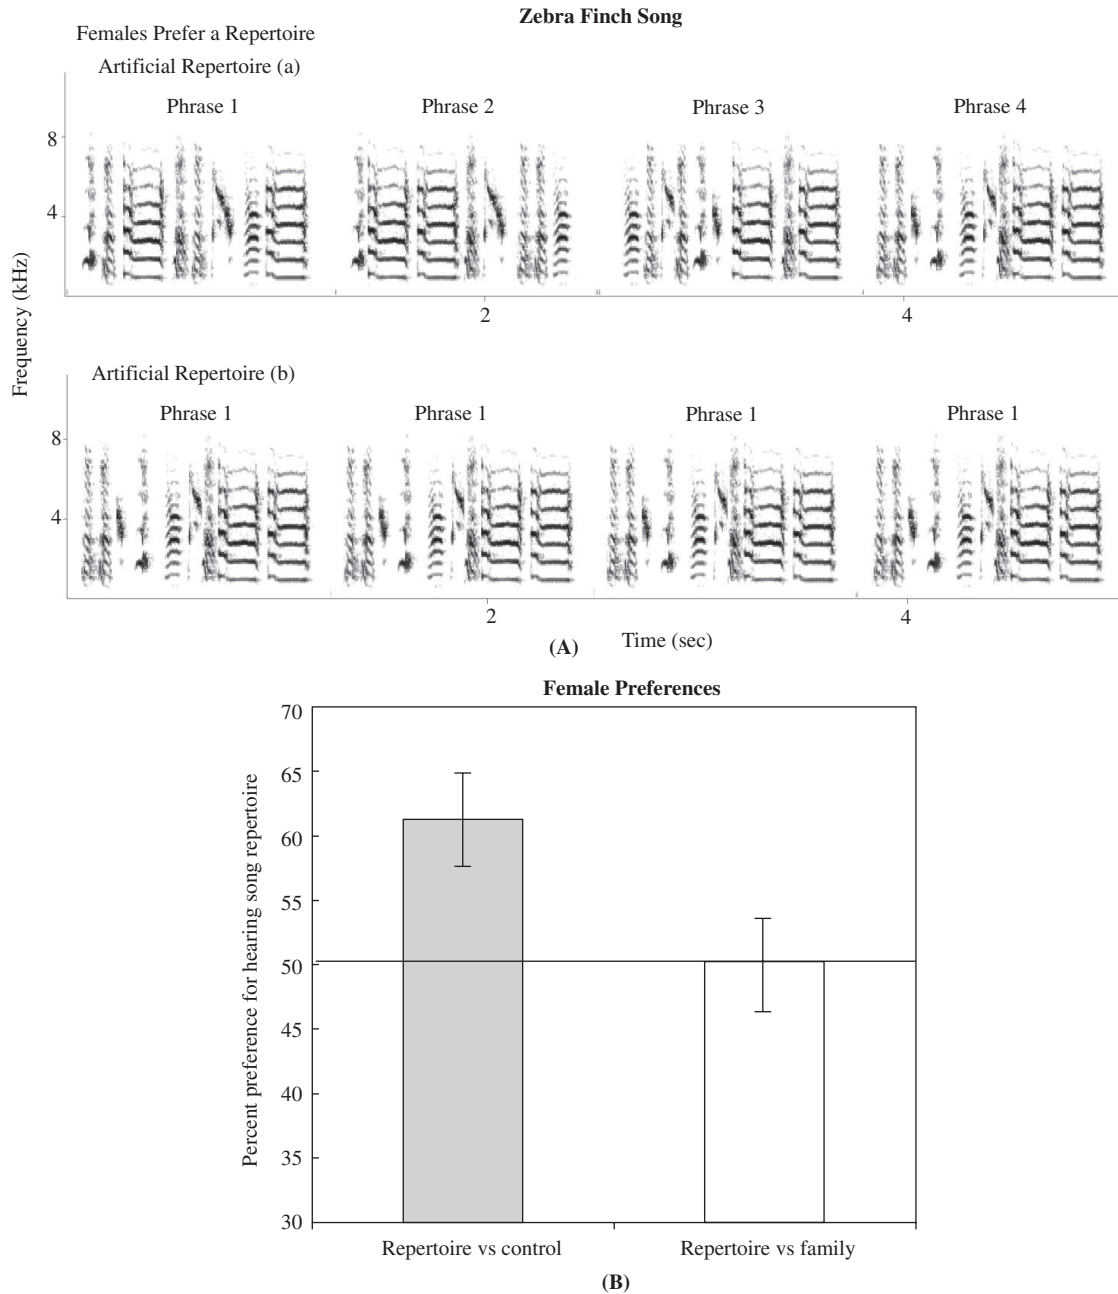 Zebra Finch Song
Females Prefer a Repertoire
Artificial Repertoire (a)
Phrase 1 Phrase 2 Phrase 3 Phrase 4
8
4
2 4
Frequency (kHz)
Artificial Repertoire (b)
Phrase 1 Phrase 1 Phrase 1 Phrase 1
8
4
2 4
Time (sec)
(A)
Female Preferences
Percent preference for hearing song repertoire
70
65
60
55
50
45
40
35
30
Repertoire vs control Repertoire vs family
(B)